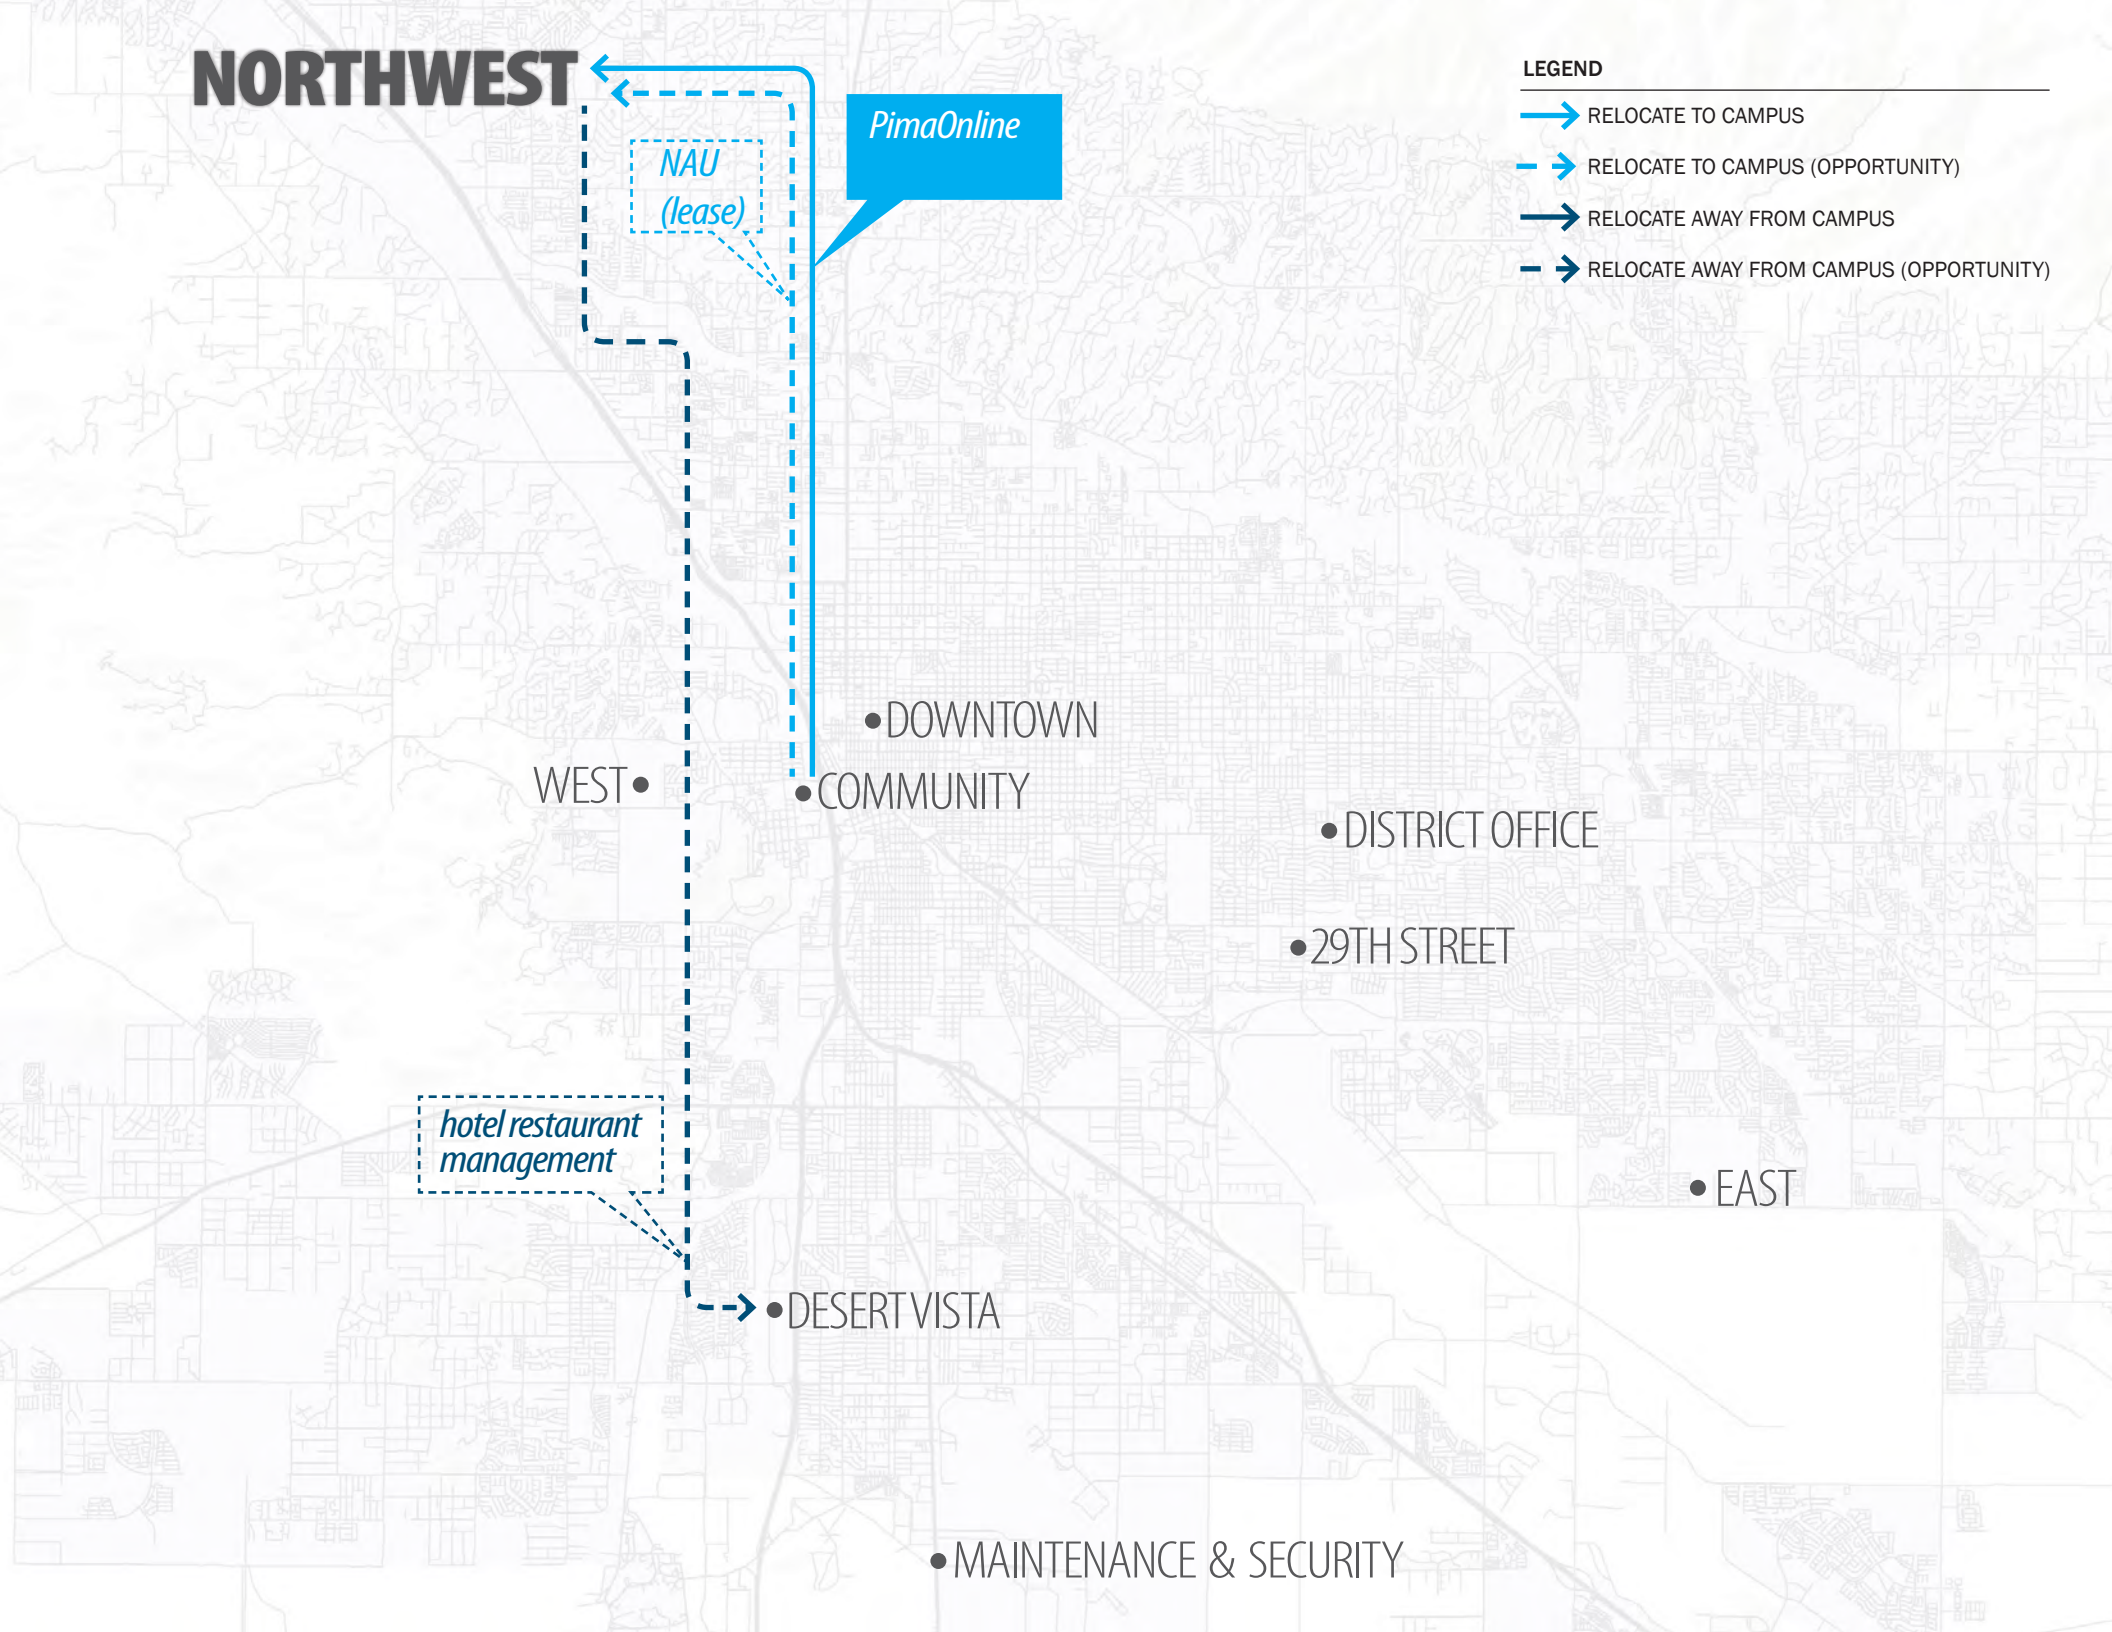 NORTHWEST
PimaOnline
NAU
(lease)
LEGEND
RELOCATE TO CAMPUS
RELOCATE TO CAMPUS (OPPORTUNITY)
RELOCATE AWAY FROM CAMPUS
RELOCATE AWAY FROM CAMPUS (OPPORTUNITY)
DOWNTOWN
WEST
COMMUNITY
DISTRICT OFFICE
29TH STREET
hotel restaurant
management
EAST
DESERT VISTA
MAINTENANCE & SECURITY